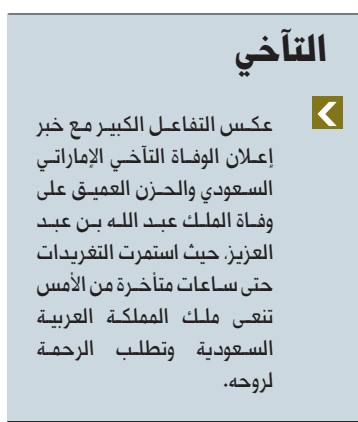 التآخي
عكس التفاعل الكبير مع خبر
إعلان الوفاة التآخي الإماراتي
السعودي والحزن العميق على
وفاة الملك عبد الله بن عبد
العزيز، حيث استمرت التغريدات
حتى ساعات متأخرة من الأمس
تنعى ملك المملكة العربية
السعودية وتطلب الرحمة
لروحه.